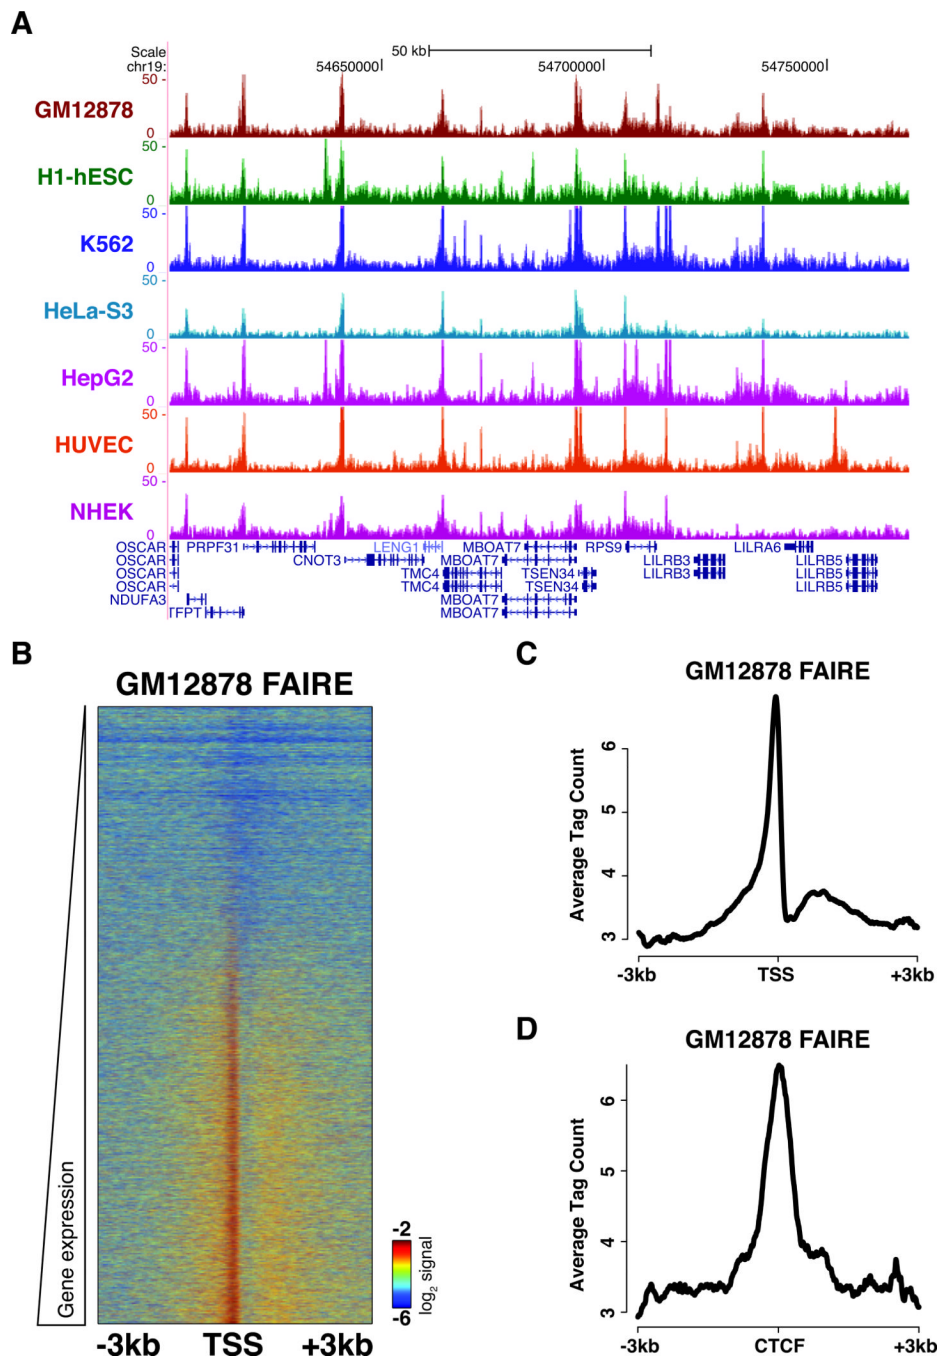 A
Scale
50 kb
chr19:
54650000
54700000
54750000
50
GM12878
0
50
H1-hESC
0
50
K562
0
50
HeLa-S3
0
50
HepG2
0
50
HUVEC
0
50
NHEK
0
OSCAR PRPF31 LENG1 MBOAT7 RPS9 LILRA6
OSCAR CNOT3 MBOAT7 LILRB3 LILRB5
OSCAR TMC4 TSEN34 LILRB3 LILRB5
OSCAR TMC4 TSEN34 LILRB5
NDUFA3 MBOAT7
TFPT MBOAT7
B
GM12878 FAIRE
Gene expression
-2
log2 signal
-6
-3kb TSS +3kb
C
GM12878 FAIRE
Average Tag Count
6
5
4
3
-3kb TSS +3kb
D
GM12878 FAIRE
Average Tag Count
6
5
4
3
-3kb CTCF +3kb